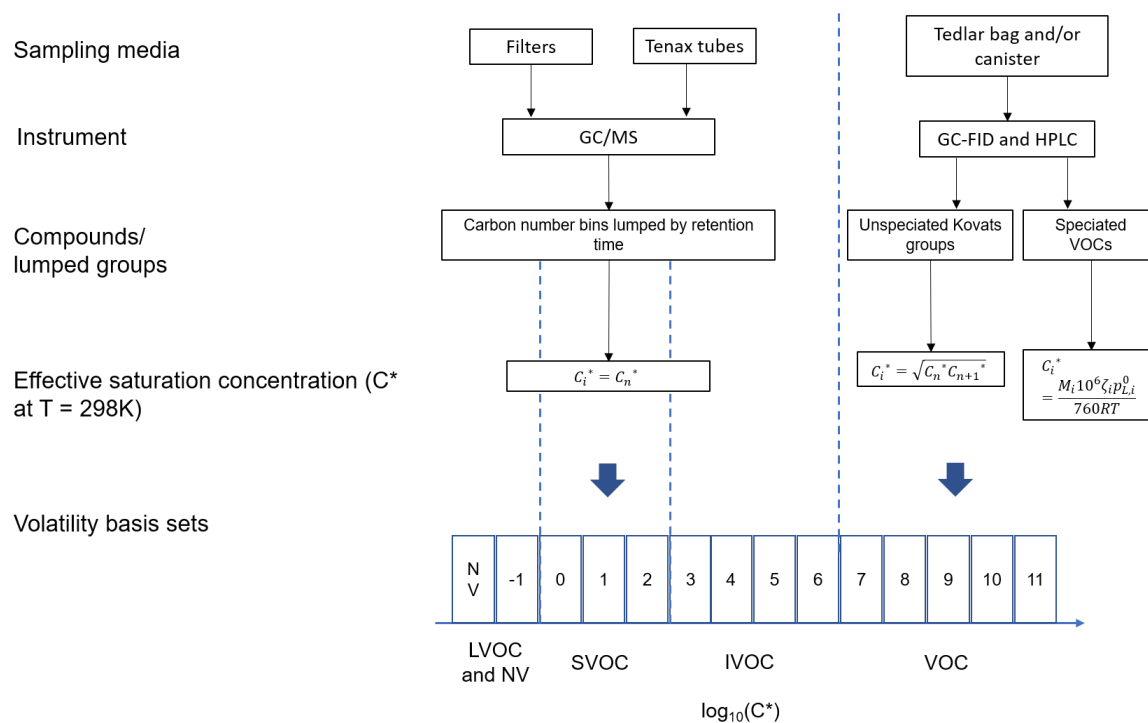 Sampling media
Filters
Tenax tubes
Tedlar bag and/or
canister
Instrument
GC/MS
GC-FID and HPLC
Compounds/
lumped groups
Carbon number bins lumped by retention
time
Unspeciated Kovats
groups
Speciated
VOCs
Effective saturation concentration (C*
at T = 298K)
C_i^* = C_n^*
C_i^* = √(C_n^* C_{n+1}^*)
C_i^*
= M_i 10^6 ζ_i p_{L,i}^0 / 760RT
Volatility basis sets
N
V
-1
0
1
2
3
4
5
6
7
8
9
10
11
LVOC
and NV
SVOC
IVOC
VOC
log₁₀(C*)